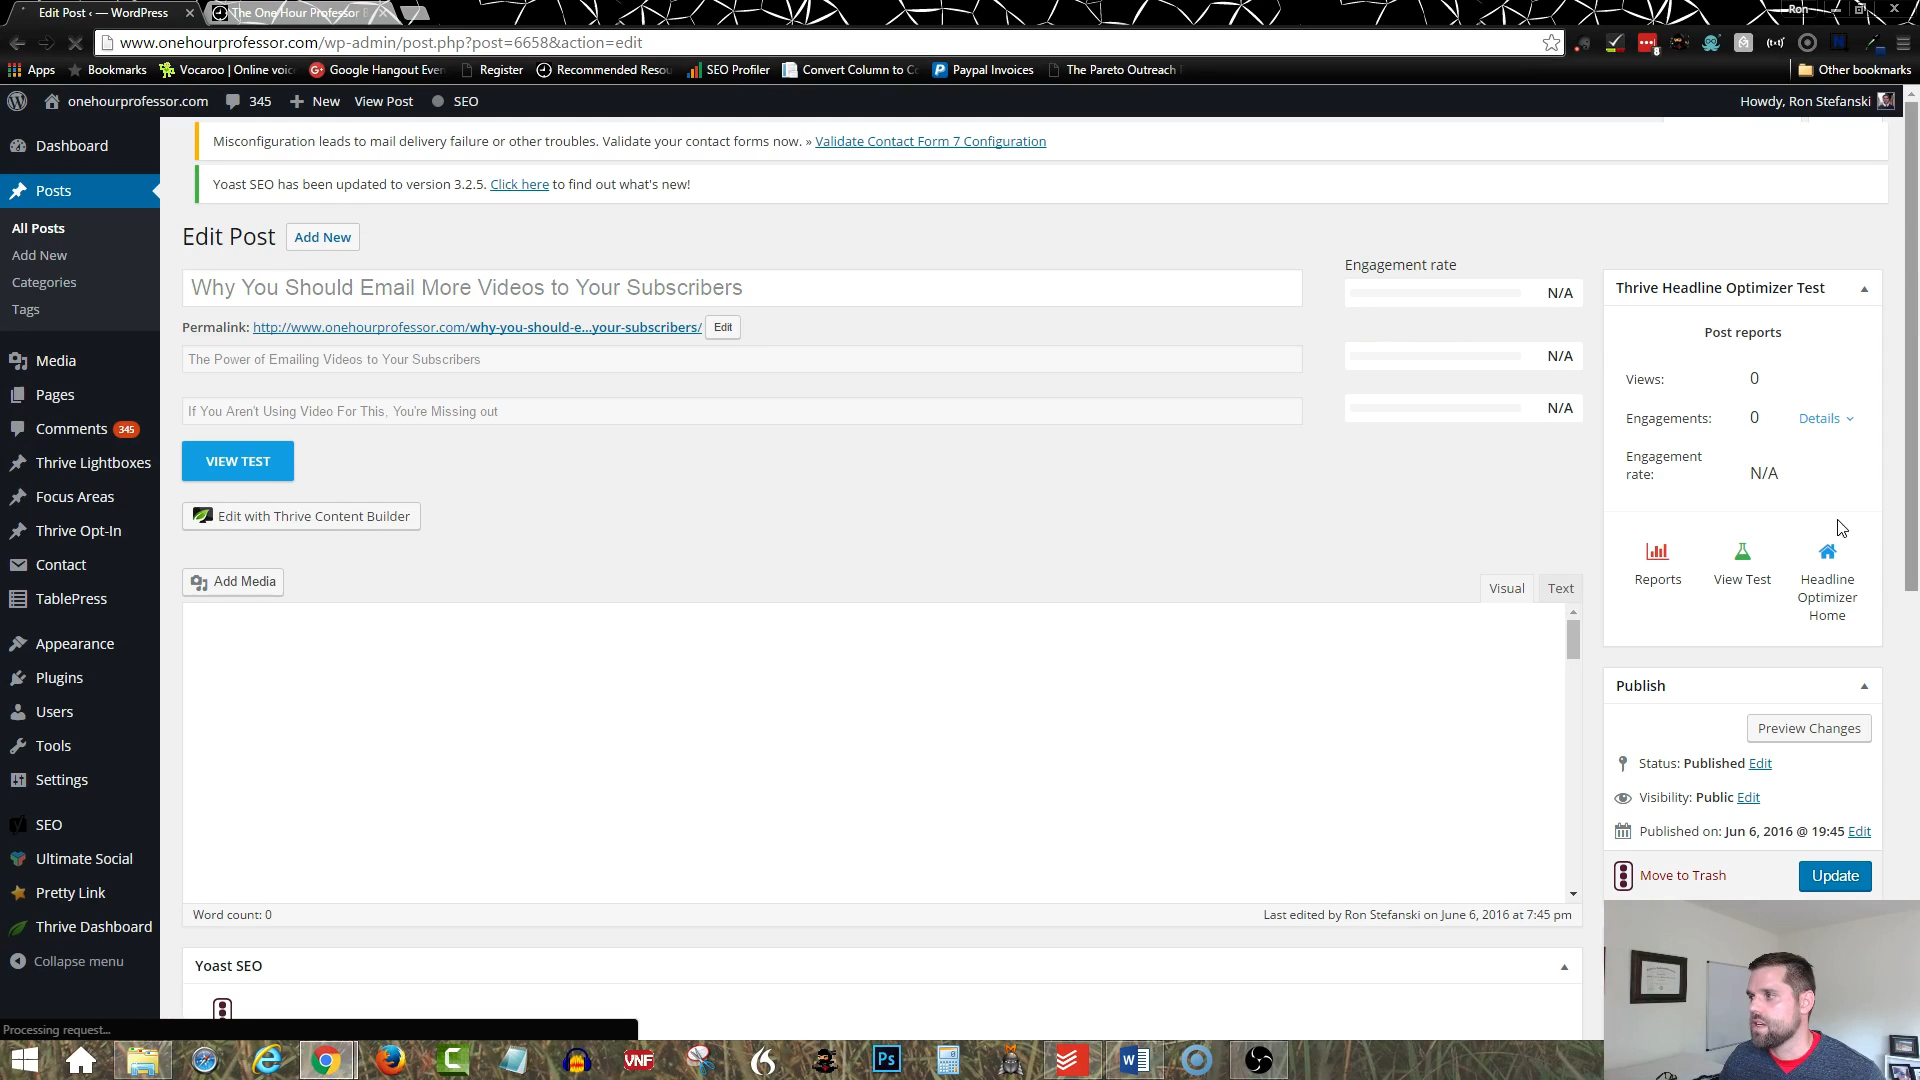 Edit Post ‹ — WordPress
The One Hour Professor E
Ron
www.onehourprofessor.com/wp-admin/post.php?post=6658&action=edit
Apps
Bookmarks
Vocaroo | Online voic
Google Hangout Even
Register
Recommended Resou
SEO Profiler
Convert Column to Co
Paypal Invoices
The Pareto Outreach
Other bookmarks
onehourprofessor.com
345
New
View Post
SEO
Howdy, Ron Stefanski
Dashboard
Posts
All Posts
Add New
Categories
Tags
Media
Pages
Comments 345
Thrive Lightboxes
Focus Areas
Thrive Opt-In
Contact
TablePress
Appearance
Plugins
Users
Tools
Settings
SEO
Ultimate Social
Pretty Link
Thrive Dashboard
Collapse menu
Processing request...
Misconfiguration leads to mail delivery failure or other troubles. Validate your contact forms now. » Validate Contact Form 7 Configuration
Yoast SEO has been updated to version 3.2.5. Click here to find out what's new!
Edit Post Add New
Why You Should Email More Videos to Your Subscribers
Permalink: http://www.onehourprofessor.com/why-you-should-e...your-subscribers/ Edit
The Power of Emailing Videos to Your Subscribers
If You Aren't Using Video For This, You're Missing out
VIEW TEST
Edit with Thrive Content Builder
Add Media
Visual
Text
Word count: 0
Last edited by Ron Stefanski on June 6, 2016 at 7:45 pm
Yoast SEO
Engagement rate
N/A
N/A
N/A
Thrive Headline Optimizer Test
Post reports
Views: 0
Engagements: 0 Details
Engagement
rate: N/A
Reports
View Test
Headline
Optimizer
Home
Publish
Preview Changes
Status: Published Edit
Visibility: Public Edit
Published on: Jun 6, 2016 @ 19:45 Edit
Move to Trash
Update
VNF
Ps